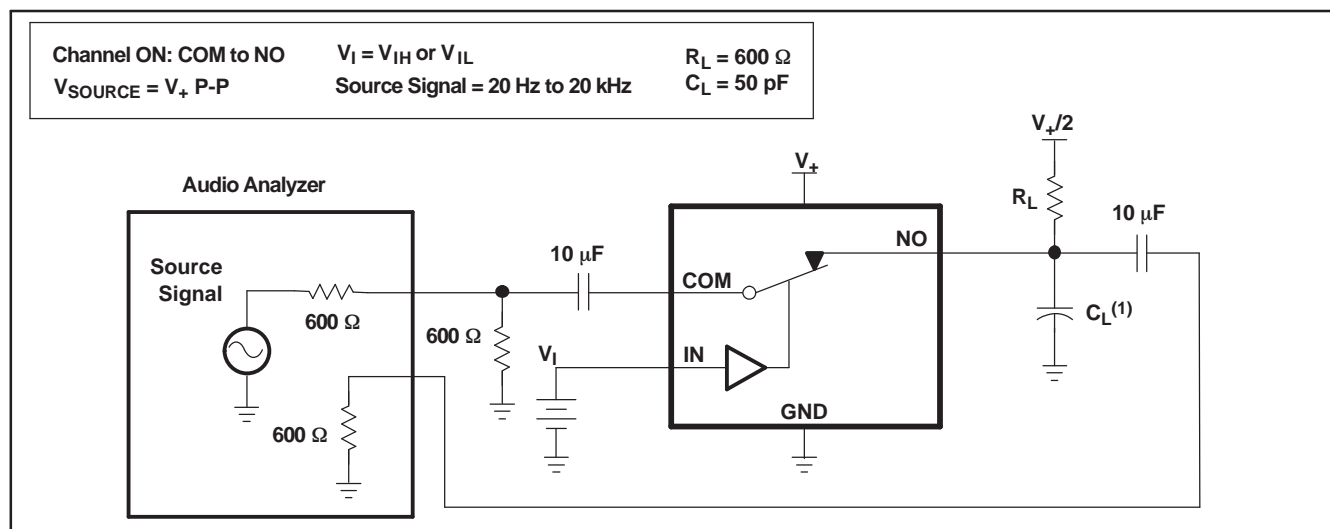 Channel ON: COM to NO
V_SOURCE = V_+ P-P
V_I = V_IH or V_IL
Source Signal = 20 Hz to 20 kHz
R_L = 600 Ω
C_L = 50 pF
Audio Analyzer
Source
Signal
600 Ω
600 Ω
600 Ω
10 μF
V_I
V_+
COM
IN
NO
GND
V_+/2
R_L
10 μF
C_L^(1)